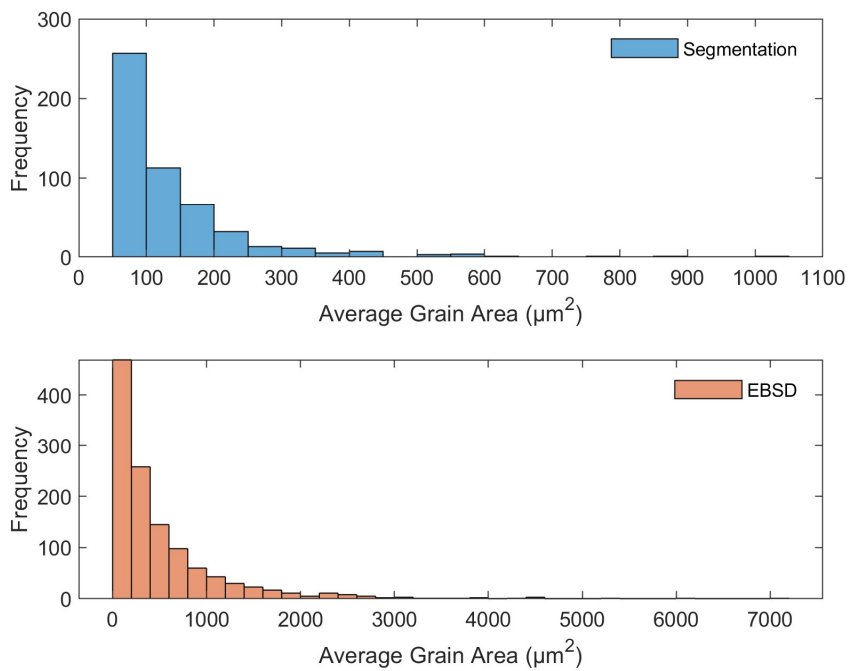 300
200
100
0
Frequency
Segmentation
0 100 200 300 400 500 600 700 800 900 1000 1100
Average Grain Area (µm²)
400
300
200
100
0
Frequency
EBSD
0 1000 2000 3000 4000 5000 6000 7000
Average Grain Area (µm²)